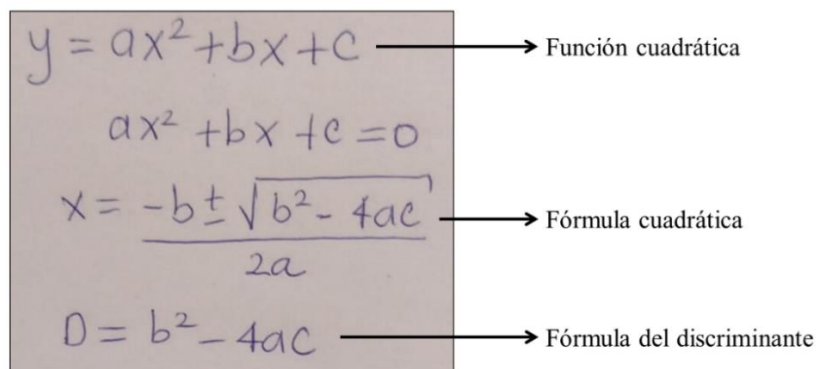 y = ax² + bx + c → Función cuadrática
ax² + bx + c = 0
x = -b ± √(b² - 4ac) / 2a → Fórmula cuadrática
D = b² - 4ac → Fórmula del discriminante